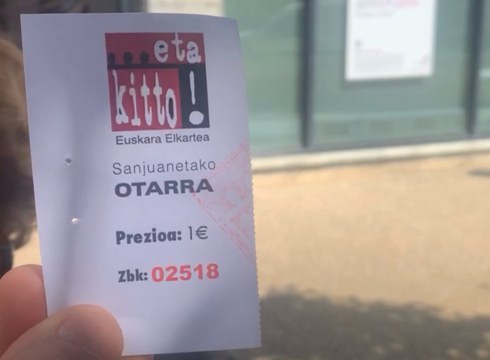 ...eta
kitto!
Euskara Elkartea
Sanjuanetako
OTARRA
Prezioa: 1€
Zbk: 02518